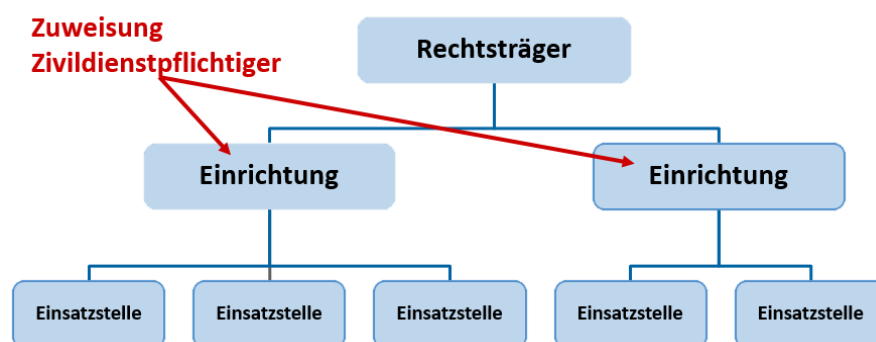 Zuweisung
Zivildienstpflichtiger
Rechtsträger
Einrichtung
Einrichtung
Einsatzstelle
Einsatzstelle
Einsatzstelle
Einsatzstelle
Einsatzstelle